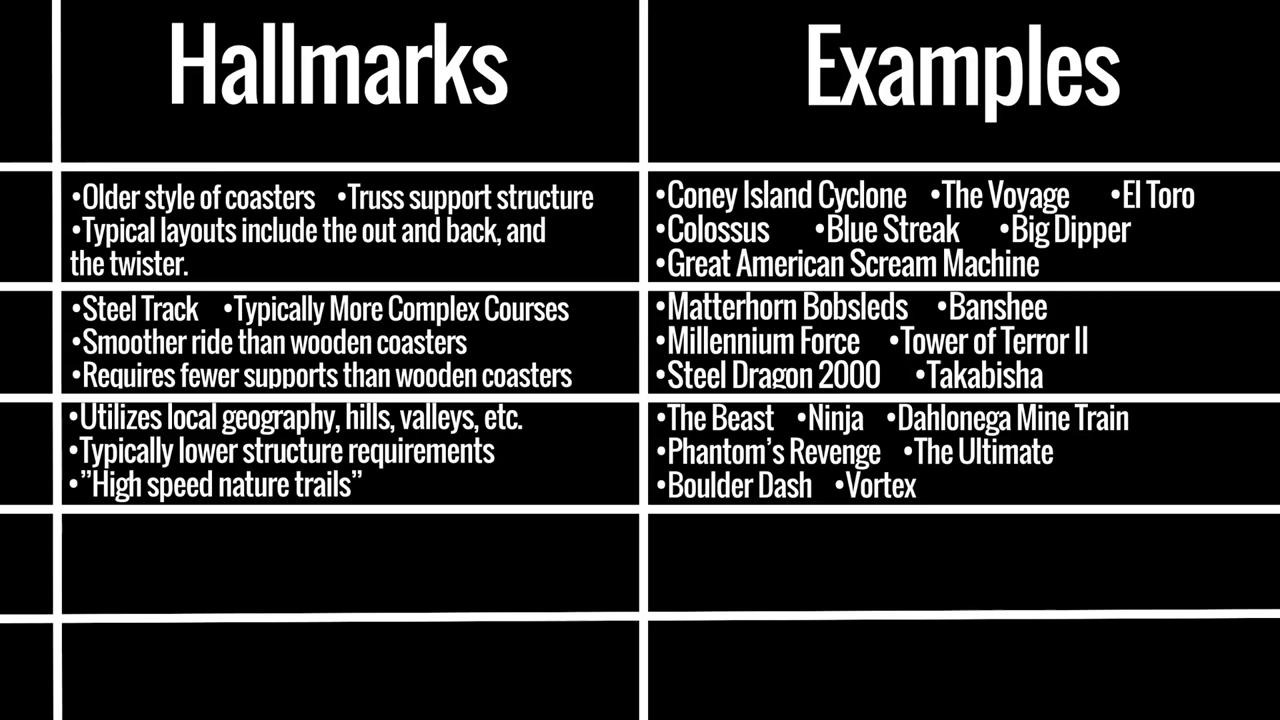 Hallmarks
Examples
•Older style of coasters •Truss support structure
•Typical layouts include the out and back, and
the twister.
•Coney Island Cyclone •The Voyage •El Toro
•Colossus •Blue Streak •Big Dipper
•Great American Scream Machine
•Steel Track •Typically More Complex Courses
•Smoother ride than wooden coasters
•Requires fewer supports than wooden coasters
•Matterhorn Bobsleds •Banshee
•Millennium Force •Tower of Terror II
•Steel Dragon 2000 •Takabisha
•Utilizes local geography, hills, valleys, etc.
•Typically lower structure requirements
•”High speed nature trails”
•The Beast •Ninja •Dahlonega Mine Train
•Phantom’s Revenge •The Ultimate
•Boulder Dash •Vortex